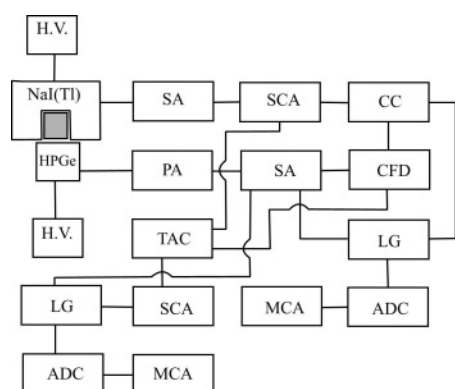 H.V.
NaI(Tl)
SA
SCA
CC
HPGe
PA
SA
CFD
H.V.
TAC
LG
LG
SCA
MCA
ADC
ADC
MCA